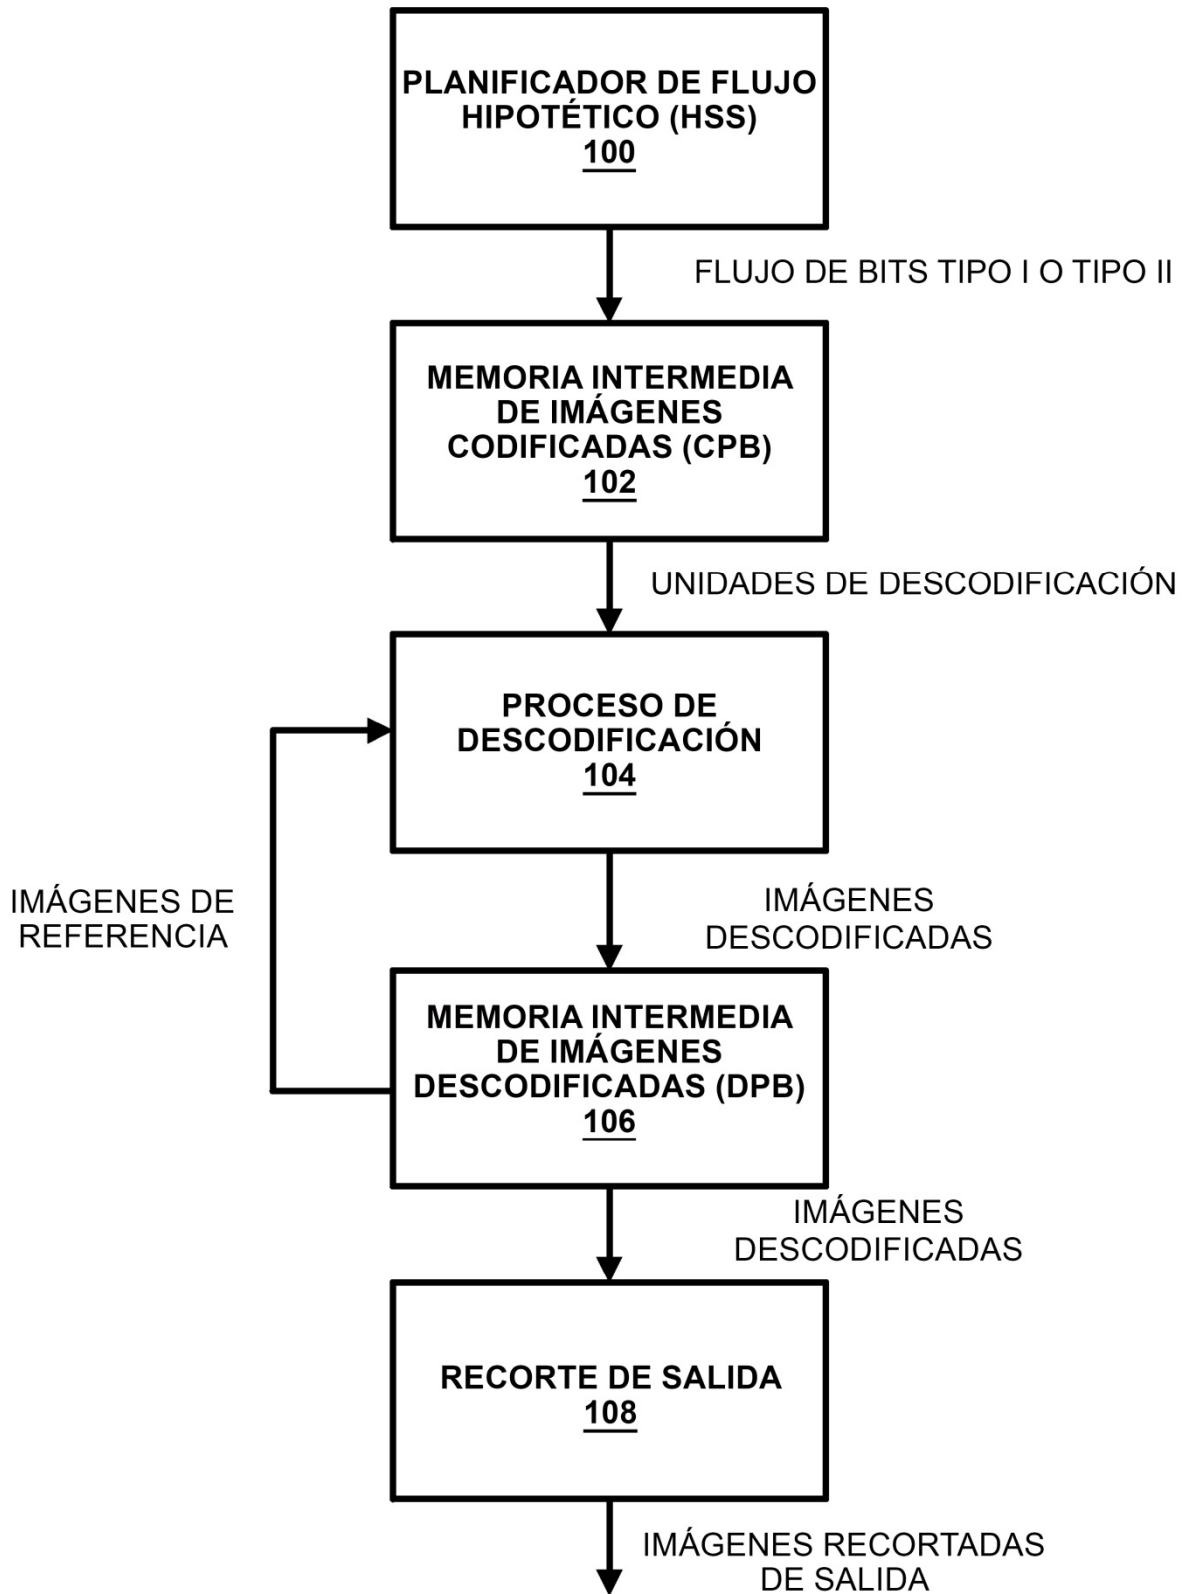 PLANIFICADOR DE FLUJO
HIPOTÉTICO (HSS)
100
FLUJO DE BITS TIPO I O TIPO II
MEMORIA INTERMEDIA
DE IMÁGENES
CODIFICADAS (CPB)
102
UNIDADES DE DESCODIFICACIÓN
PROCESO DE
DESCODIFICACIÓN
104
IMÁGENES DE
REFERENCIA
IMÁGENES
DESCODIFICADAS
MEMORIA INTERMEDIA
DE IMÁGENES
DESCODIFICADAS (DPB)
106
IMÁGENES
DESCODIFICADAS
RECORTE DE SALIDA
108
IMÁGENES RECORTADAS
DE SALIDA